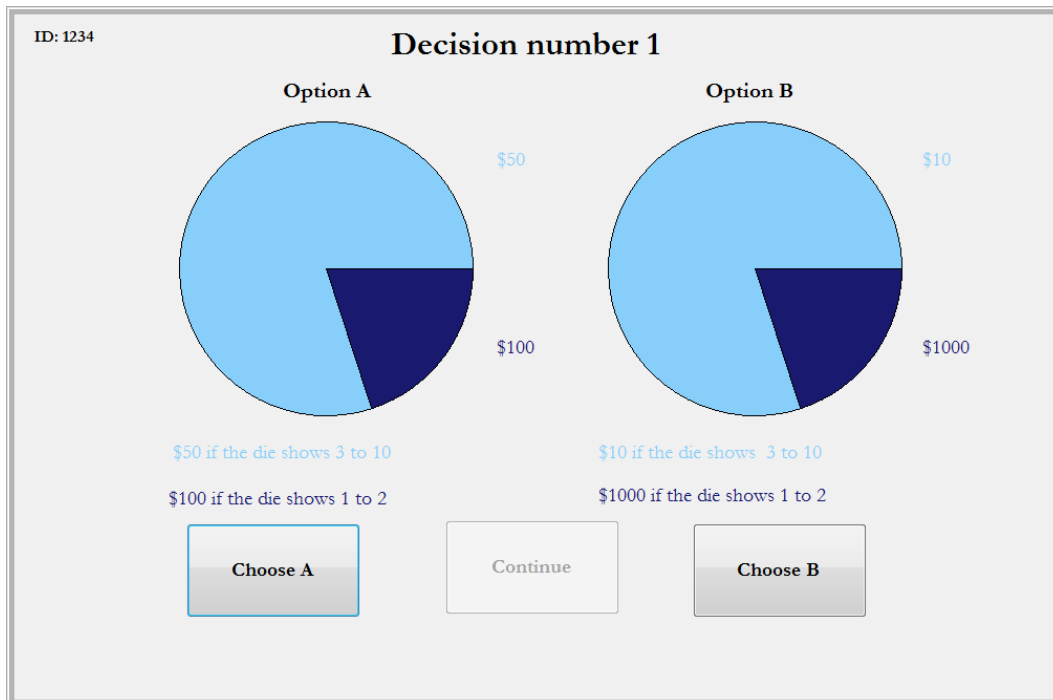 ID: 1234
Decision number 1
Option A
Option B
$50
$10
$100
$1000
$50 if the die shows 3 to 10
$10 if the die shows  3 to 10
$100 if the die shows 1 to 2
$1000 if the die shows 1 to 2
Choose A
Continue
Choose B